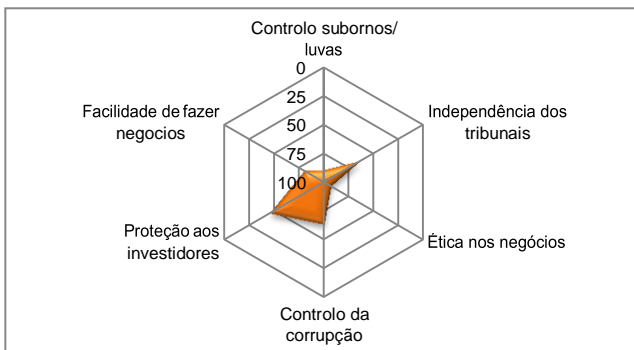 Controlo subornos/
luvas
0
25
50
75
100
Facilidade de fazer
negocios
Independência dos
tribunais
Proteção aos
investidores
Ética nos negócios
Controlo da
corrupção